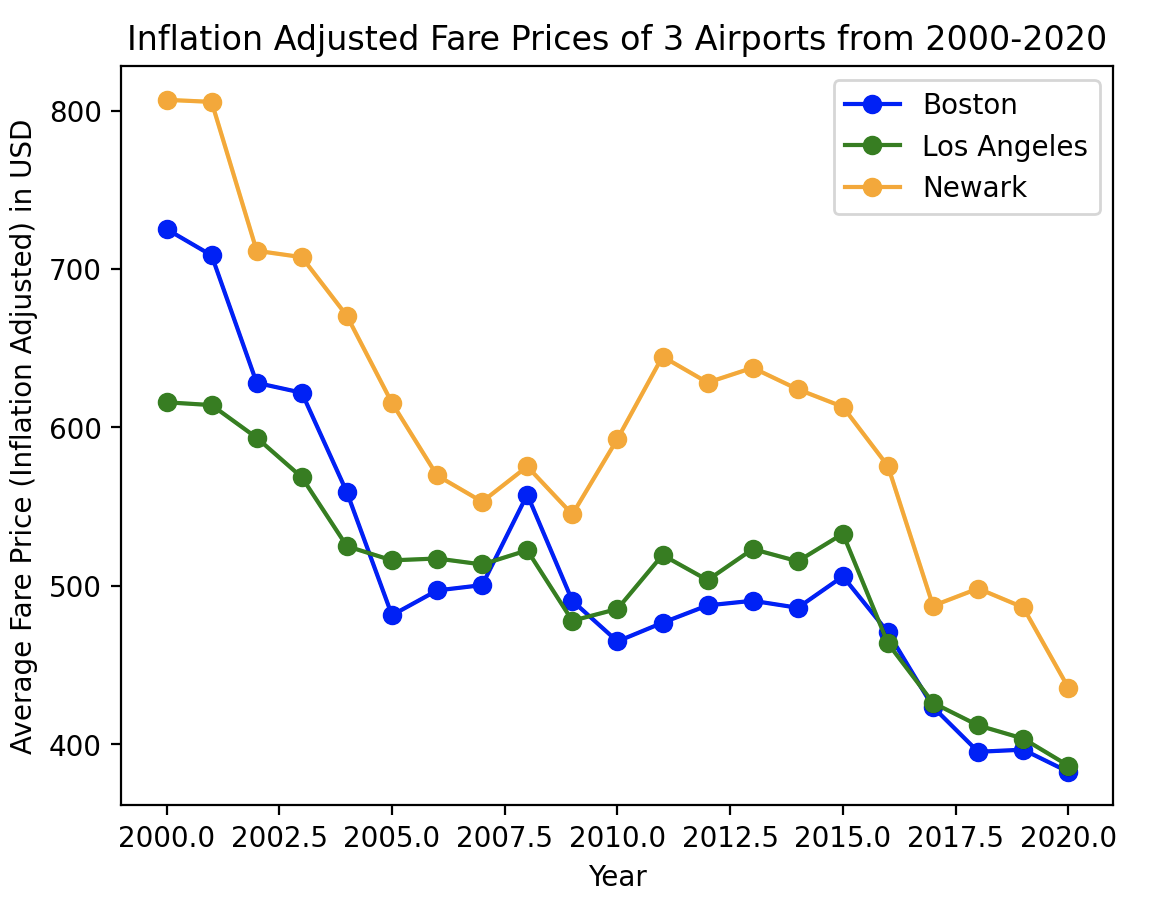 Inflation Adjusted Fare Prices of 3 Airports from 2000-2020
Boston
Los Angeles
Newark
Average Fare Price (Inflation Adjusted) in USD
800
700
600
500
400
2000.0 2002.5 2005.0 2007.5 2010.0 2012.5 2015.0 2017.5 2020.0
Year